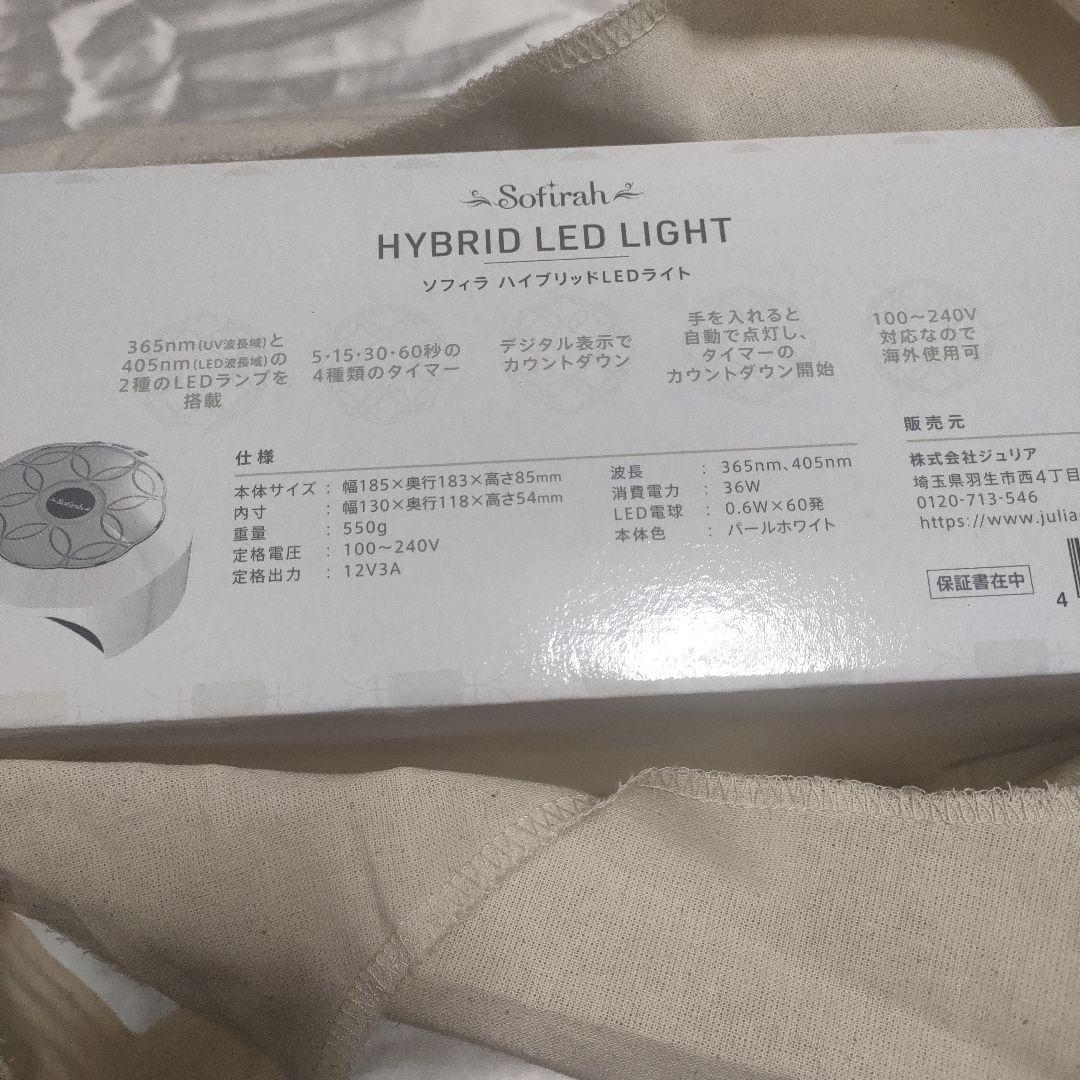 Sofirah
HYBRID LED LIGHT
ソフィラ ハイブリッドLEDライト
365nm(UV波長域)と
405nm(LED波長域)の
2種のLEDランプを
搭載
5・15・30・60秒の
4種類のタイマー
デジタル表示で
カウントダウン
手を入れると
自動で点灯し、
タイマーの
カウントダウン開始
100〜240V
対応なので
海外使用可
Sofirah
仕様
本体サイズ : 幅185×奥行183×高さ85mm
内寸 : 幅130×奥行118×高さ54mm
重量 : 550g
定格電圧 : 100〜240V
定格出力 : 12V3A
波長 : 365nm、405nm
消費電力 : 36W
LED電球 : 0.6W×60発
本体色 : パールホワイト
販売元
株式会社ジュリア
埼玉県羽生市西4丁目
0120-713-546
https://www.julia
保証書在中
4